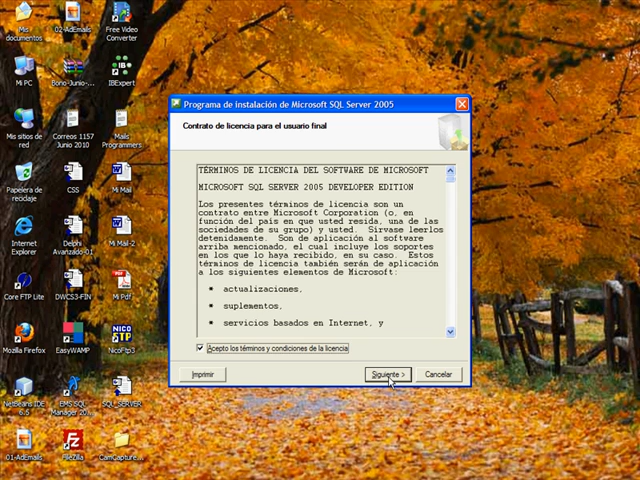 Mis documentos
02-AdEmails
Free Video Converter
Mi PC
Bono-Junio-...
IBExpert
Mis sitios de red
Correos 1157 Junio 2010
Mails Programmers
Papelera de reciclaje
CSS
Mi Mail
Internet Explorer
Delphi Avanzado-01
Mi Mail-2
Core FTP Lite
DWCS3-FIN
Mi Pdf
Mozilla Firefox
EasyWAMP
NicoFtp3
NetBeans IDE 6.5
EMS SQL Manager 20...
SQL_SERVER
01-AdEmails
FileZilla
CamCapture...
Programa de instalación de Microsoft SQL Server 2005
Contrato de licencia para el usuario final
TÉRMINOS DE LICENCIA DEL SOFTWARE DE MICROSOFT
MICROSOFT SQL SERVER 2005 DEVELOPER EDITION
Los presentes términos de licencia son un
contrato entre Microsoft Corporation (o, en
función del país en que usted resida, una de las
sociedades de su grupo) y usted. Sírvase leerlos
detenidamente. Son de aplicación al software
arriba mencionado, el cual incluye los soportes
en los que lo haya recibido, en su caso. Estos
términos de licencia también serán de aplicación
a los siguientes elementos de Microsoft:
* actualizaciones,
* suplementos,
* servicios basados en Internet, y
Acepto los términos y condiciones de la licencia
Imprimir
Siguiente >
Cancelar